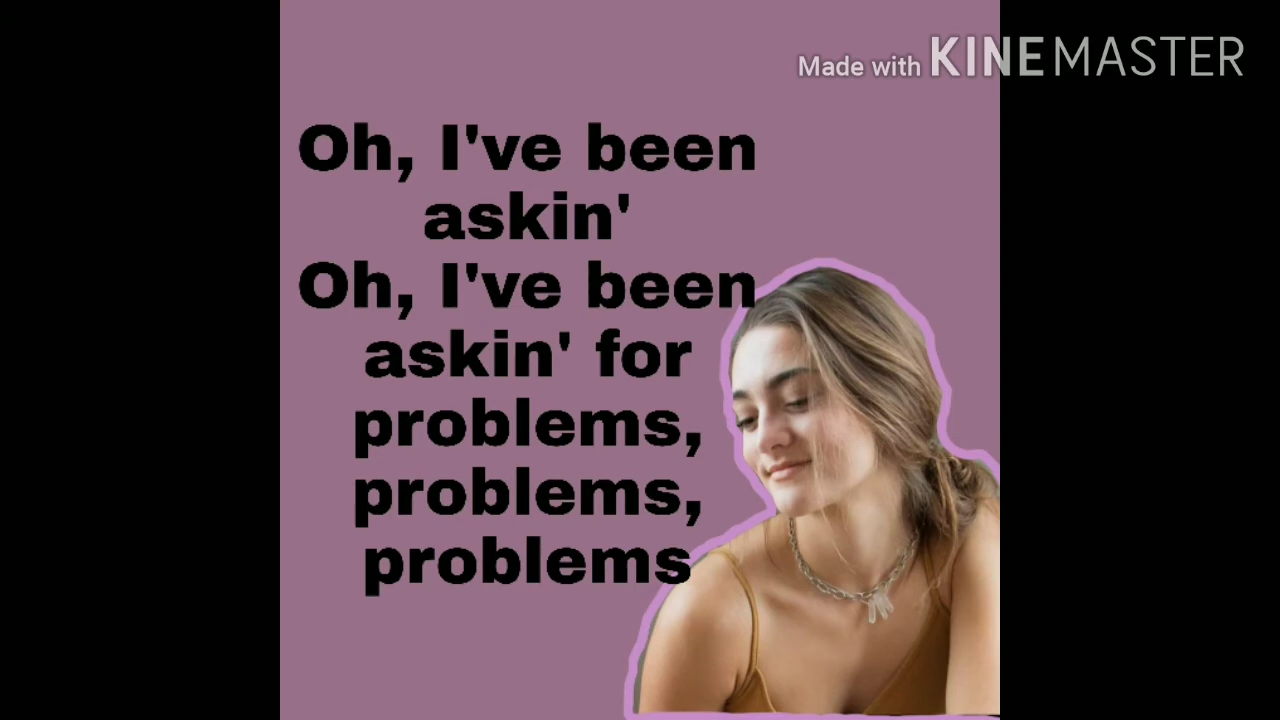 Made with KINEMASTER
Oh, I've been
askin'
Oh, I've been
askin' for
problems,
problems,
problems